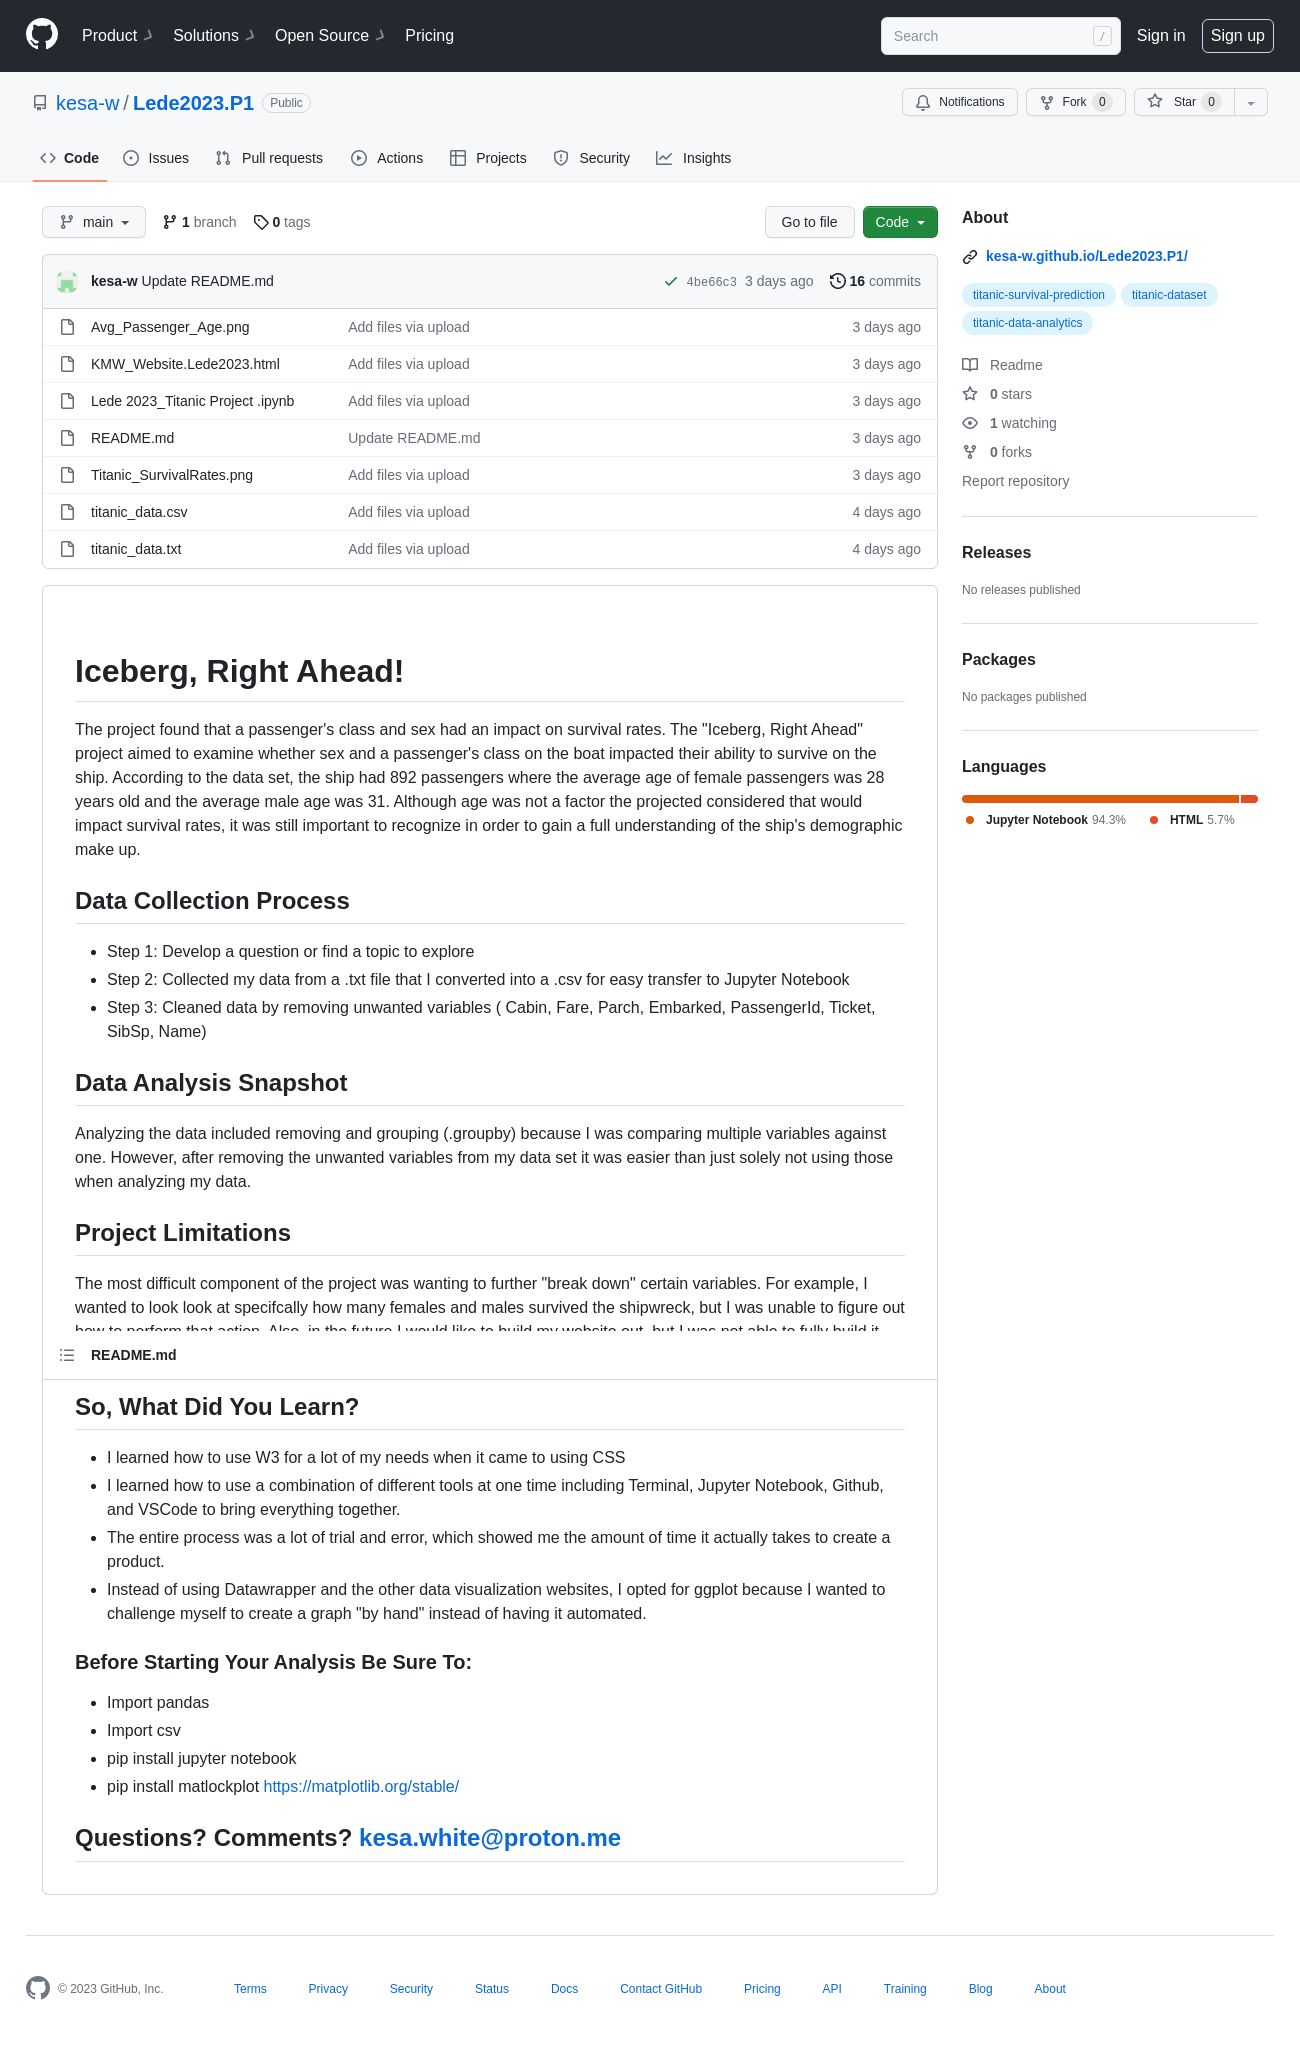 Product Solutions Open Source Pricing Search / Sign in Sign up
kesa-w / Lede2023.P1 Public Notifications Fork 0 Star 0
Code Issues Pull requests Actions Projects Security Insights
main 1 branch 0 tags Go to file Code
kesa-w Update README.md 4be66c3 3 days ago 16 commits
Avg_Passenger_Age.png Add files via upload 3 days ago
KMW_Website.Lede2023.html Add files via upload 3 days ago
Lede 2023_Titanic Project .ipynb Add files via upload 3 days ago
README.md Update README.md 3 days ago
Titanic_SurvivalRates.png Add files via upload 3 days ago
titanic_data.csv Add files via upload 4 days ago
titanic_data.txt Add files via upload 4 days ago
Iceberg, Right Ahead!
The project found that a passenger's class and sex had an impact on survival rates. The "Iceberg, Right Ahead"
project aimed to examine whether sex and a passenger's class on the boat impacted their ability to survive on the
ship. According to the data set, the ship had 892 passengers where the average age of female passengers was 28
years old and the average male age was 31. Although age was not a factor the projected considered that would
impact survival rates, it was still important to recognize in order to gain a full understanding of the ship's demographic
make up.
Data Collection Process
Step 1: Develop a question or find a topic to explore
Step 2: Collected my data from a .txt file that I converted into a .csv for easy transfer to Jupyter Notebook
Step 3: Cleaned data by removing unwanted variables ( Cabin, Fare, Parch, Embarked, PassengerId, Ticket,
SibSp, Name)
Data Analysis Snapshot
Analyzing the data included removing and grouping (.groupby) because I was comparing multiple variables against
one. However, after removing the unwanted variables from my data set it was easier than just solely not using those
when analyzing my data.
Project Limitations
The most difficult component of the project was wanting to further "break down" certain variables. For example, I
wanted to look look at specifcally how many females and males survived the shipwreck, but I was unable to figure out
how to perform that action. Also, in the future I would like to build my website out, but I was not able to fully build it
README.md
So, What Did You Learn?
I learned how to use W3 for a lot of my needs when it came to using CSS
I learned how to use a combination of different tools at one time including Terminal, Jupyter Notebook, Github,
and VSCode to bring everything together.
The entire process was a lot of trial and error, which showed me the amount of time it actually takes to create a
product.
Instead of using Datawrapper and the other data visualization websites, I opted for ggplot because I wanted to
challenge myself to create a graph "by hand" instead of having it automated.
Before Starting Your Analysis Be Sure To:
Import pandas
Import csv
pip install jupyter notebook
pip install matlockplot https://matplotlib.org/stable/
Questions? Comments? kesa.white@proton.me
About
kesa-w.github.io/Lede2023.P1/
titanic-survival-prediction titanic-dataset
titanic-data-analytics
Readme
0 stars
1 watching
0 forks
Report repository
Releases
No releases published
Packages
No packages published
Languages
Jupyter Notebook 94.3% HTML 5.7%
© 2023 GitHub, Inc. Terms Privacy Security Status Docs Contact GitHub Pricing API Training Blog About